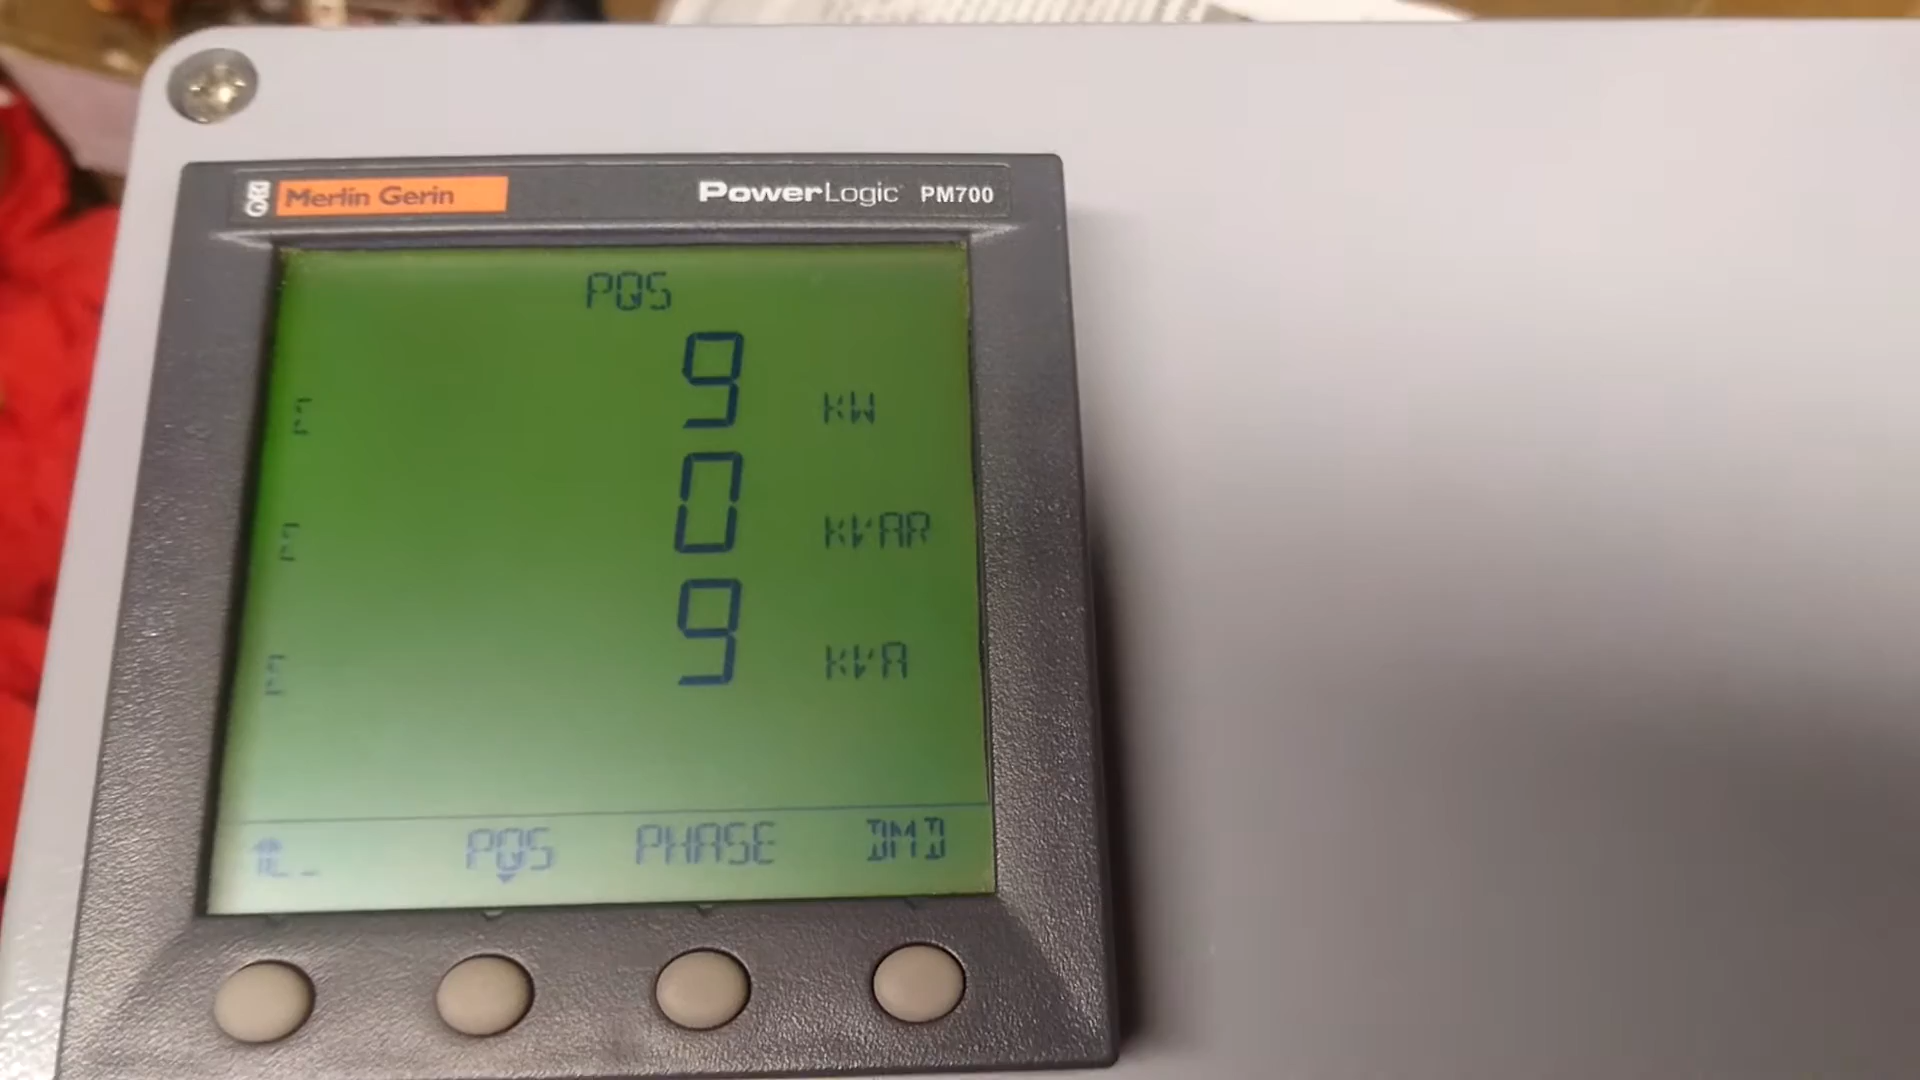 Merlin Gerin PowerLogic PM700
PQS
9 KW
0 KVAR
9 KVA
PQS PHASE DMD